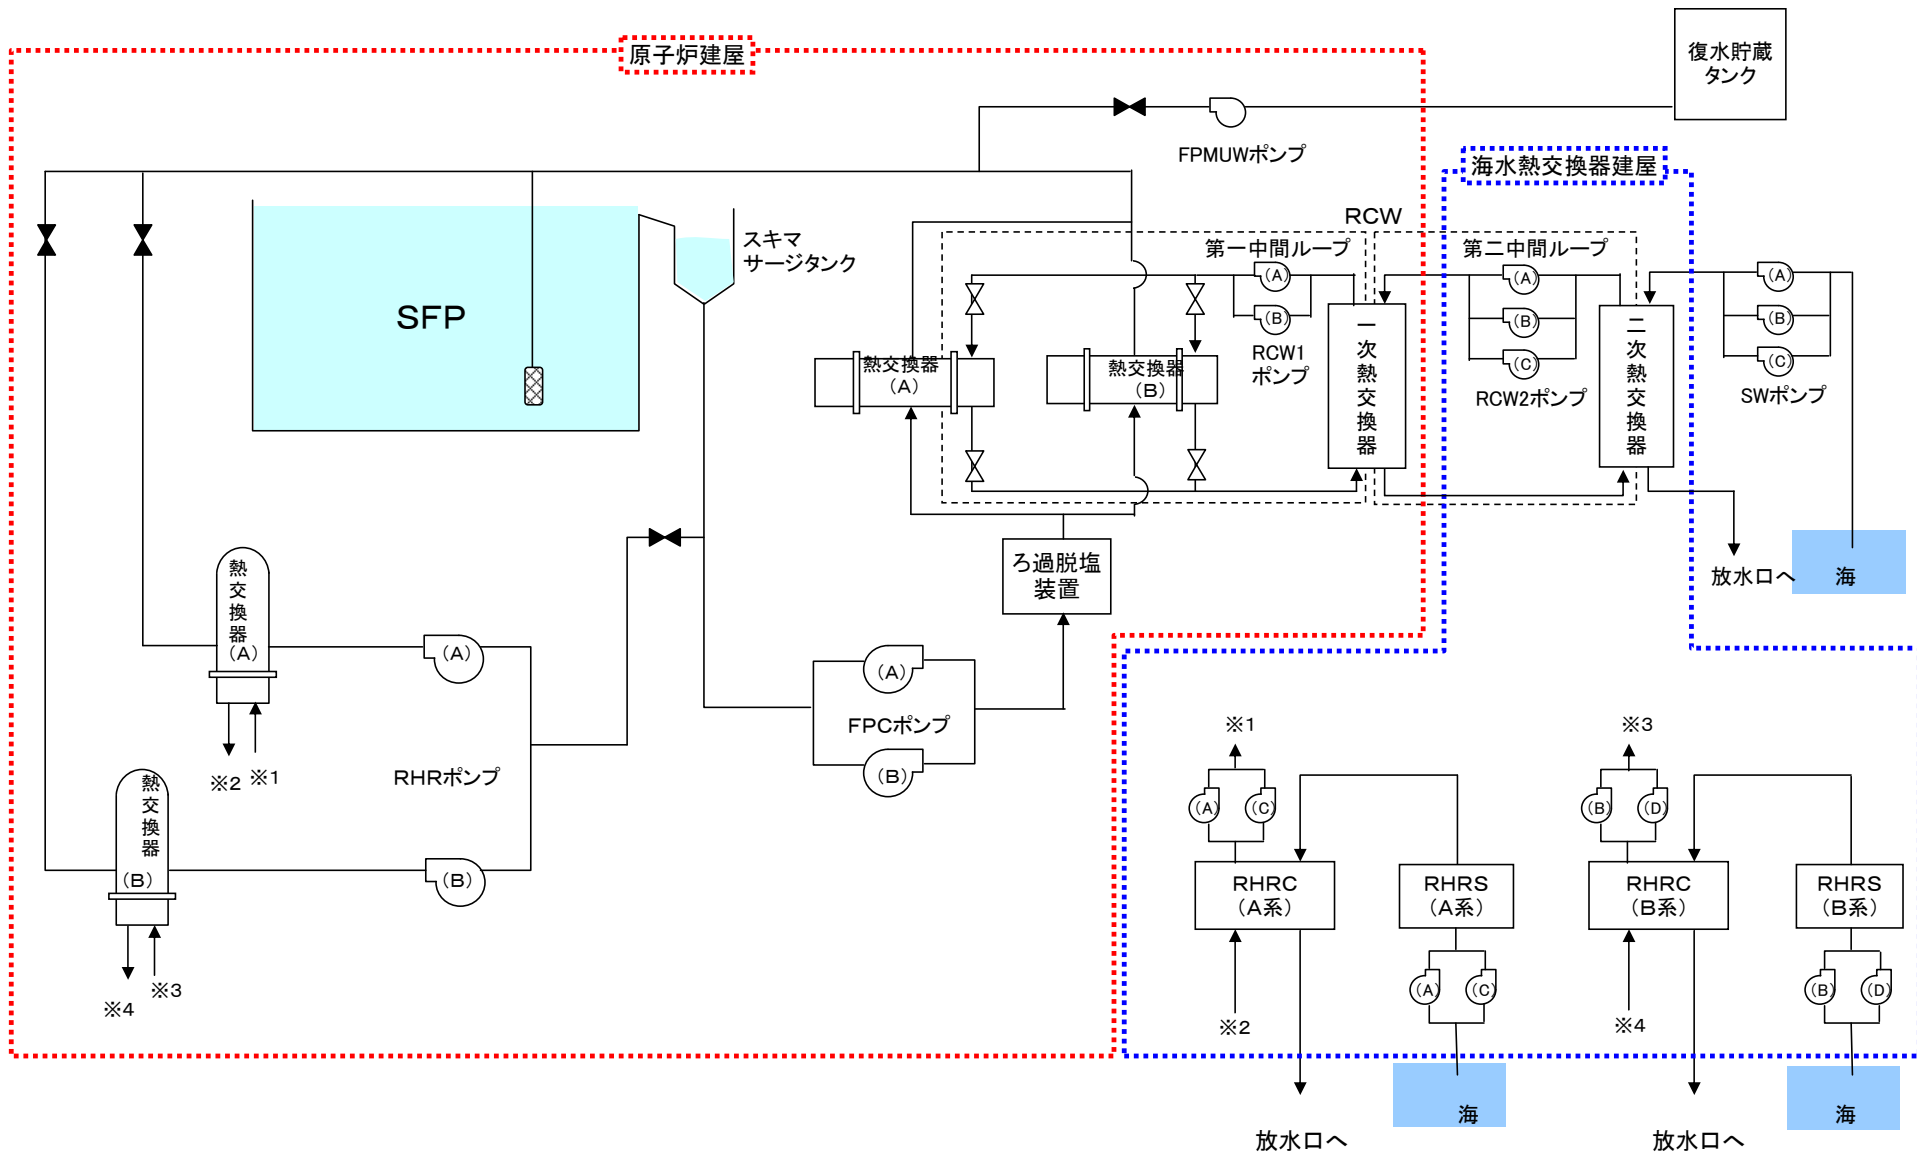 原子炉建屋
復水貯蔵
タンク
FPMUWポンプ
海水熱交換器建屋
RCW
スキマ
サージタンク
第一中間ループ
第二中間ループ
SFP
(A)
(B)
RCW1
ポンプ
(A)
(B)
(C)
RCW2ポンプ
(A)
(B)
(C)
SWポンプ
熱交換器
(A)
熱交換器
(B)
一次熱交換器
二次熱交換器
ろ過脱塩
装置
放水口へ
海
熱交換器
(A)
(A)
(A)
FPCポンプ
(B)
※2
※1
RHRポンプ
熱交換器
(B)
(B)
※4
※3
※1
(A)
(C)
RHRC
(A系)
RHRS
(A系)
(A)
(C)
※2
海
放水口へ
※3
(B)
(D)
RHRC
(B系)
RHRS
(B系)
(B)
(D)
※4
海
放水口へ